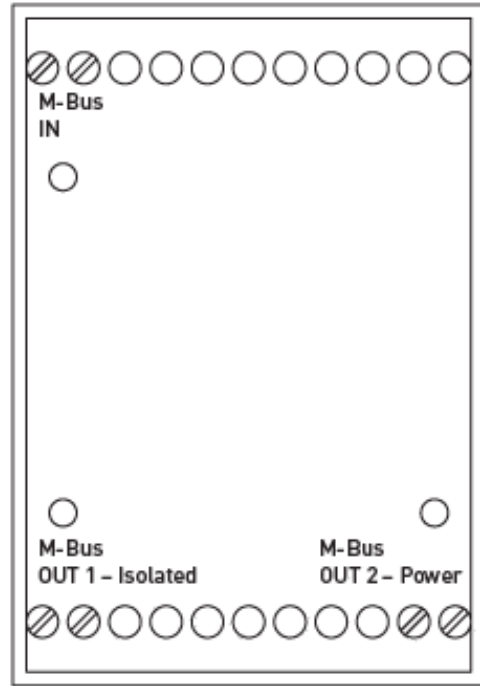 M-Bus
IN
M-Bus
OUT 1 – Isolated
M-Bus
OUT 2 – Power